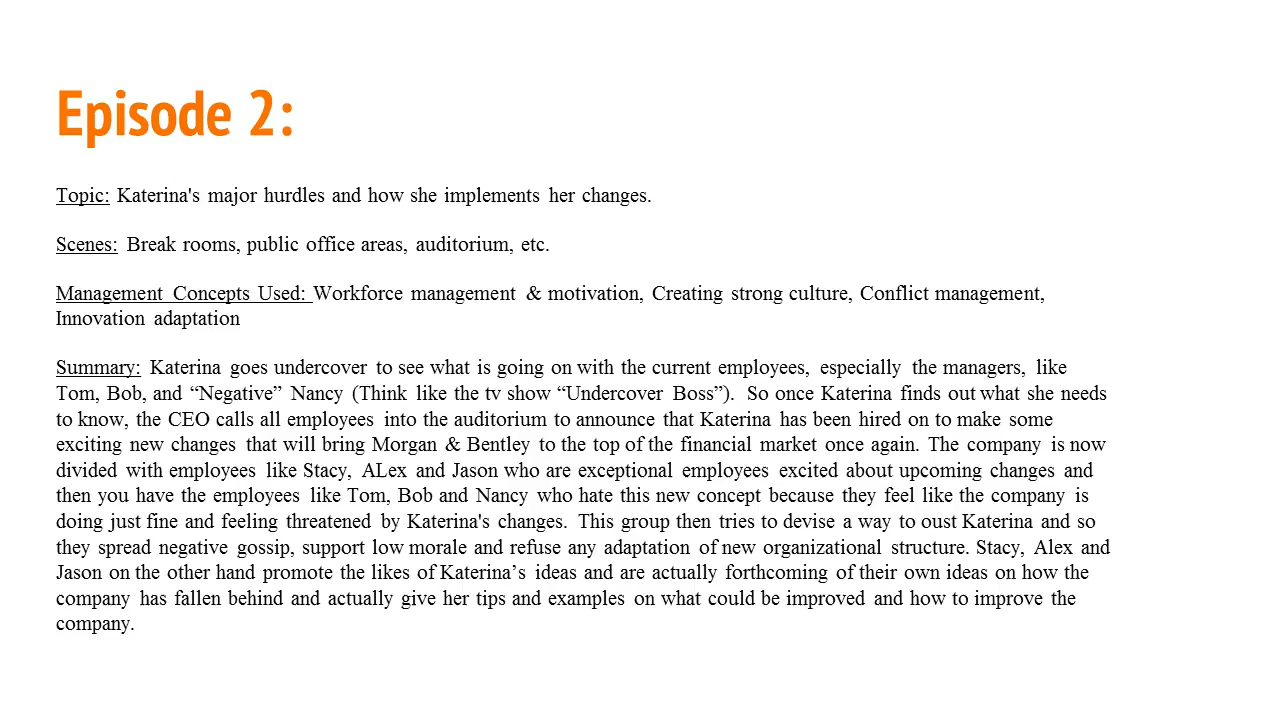 Episode 2:
Topic: Katerina's major hurdles and how she implements her changes.
Scenes: Break rooms, public office areas, auditorium, etc.
Management Concepts Used: Workforce management & motivation, Creating strong culture, Conflict management,
Innovation adaptation
Summary: Katerina goes undercover to see what is going on with the current employees, especially the managers, like
Tom, Bob, and “Negative” Nancy (Think like the tv show “Undercover Boss”). So once Katerina finds out what she needs
to know, the CEO calls all employees into the auditorium to announce that Katerina has been hired on to make some
exciting new changes that will bring Morgan & Bentley to the top of the financial market once again. The company is now
divided with employees like Stacy, ALex and Jason who are exceptional employees excited about upcoming changes and
then you have the employees like Tom, Bob and Nancy who hate this new concept because they feel like the company is
doing just fine and feeling threatened by Katerina's changes. This group then tries to devise a way to oust Katerina and so
they spread negative gossip, support low morale and refuse any adaptation of new organizational structure. Stacy, Alex and
Jason on the other hand promote the likes of Katerina’s ideas and are actually forthcoming of their own ideas on how the
company has fallen behind and actually give her tips and examples on what could be improved and how to improve the
company.